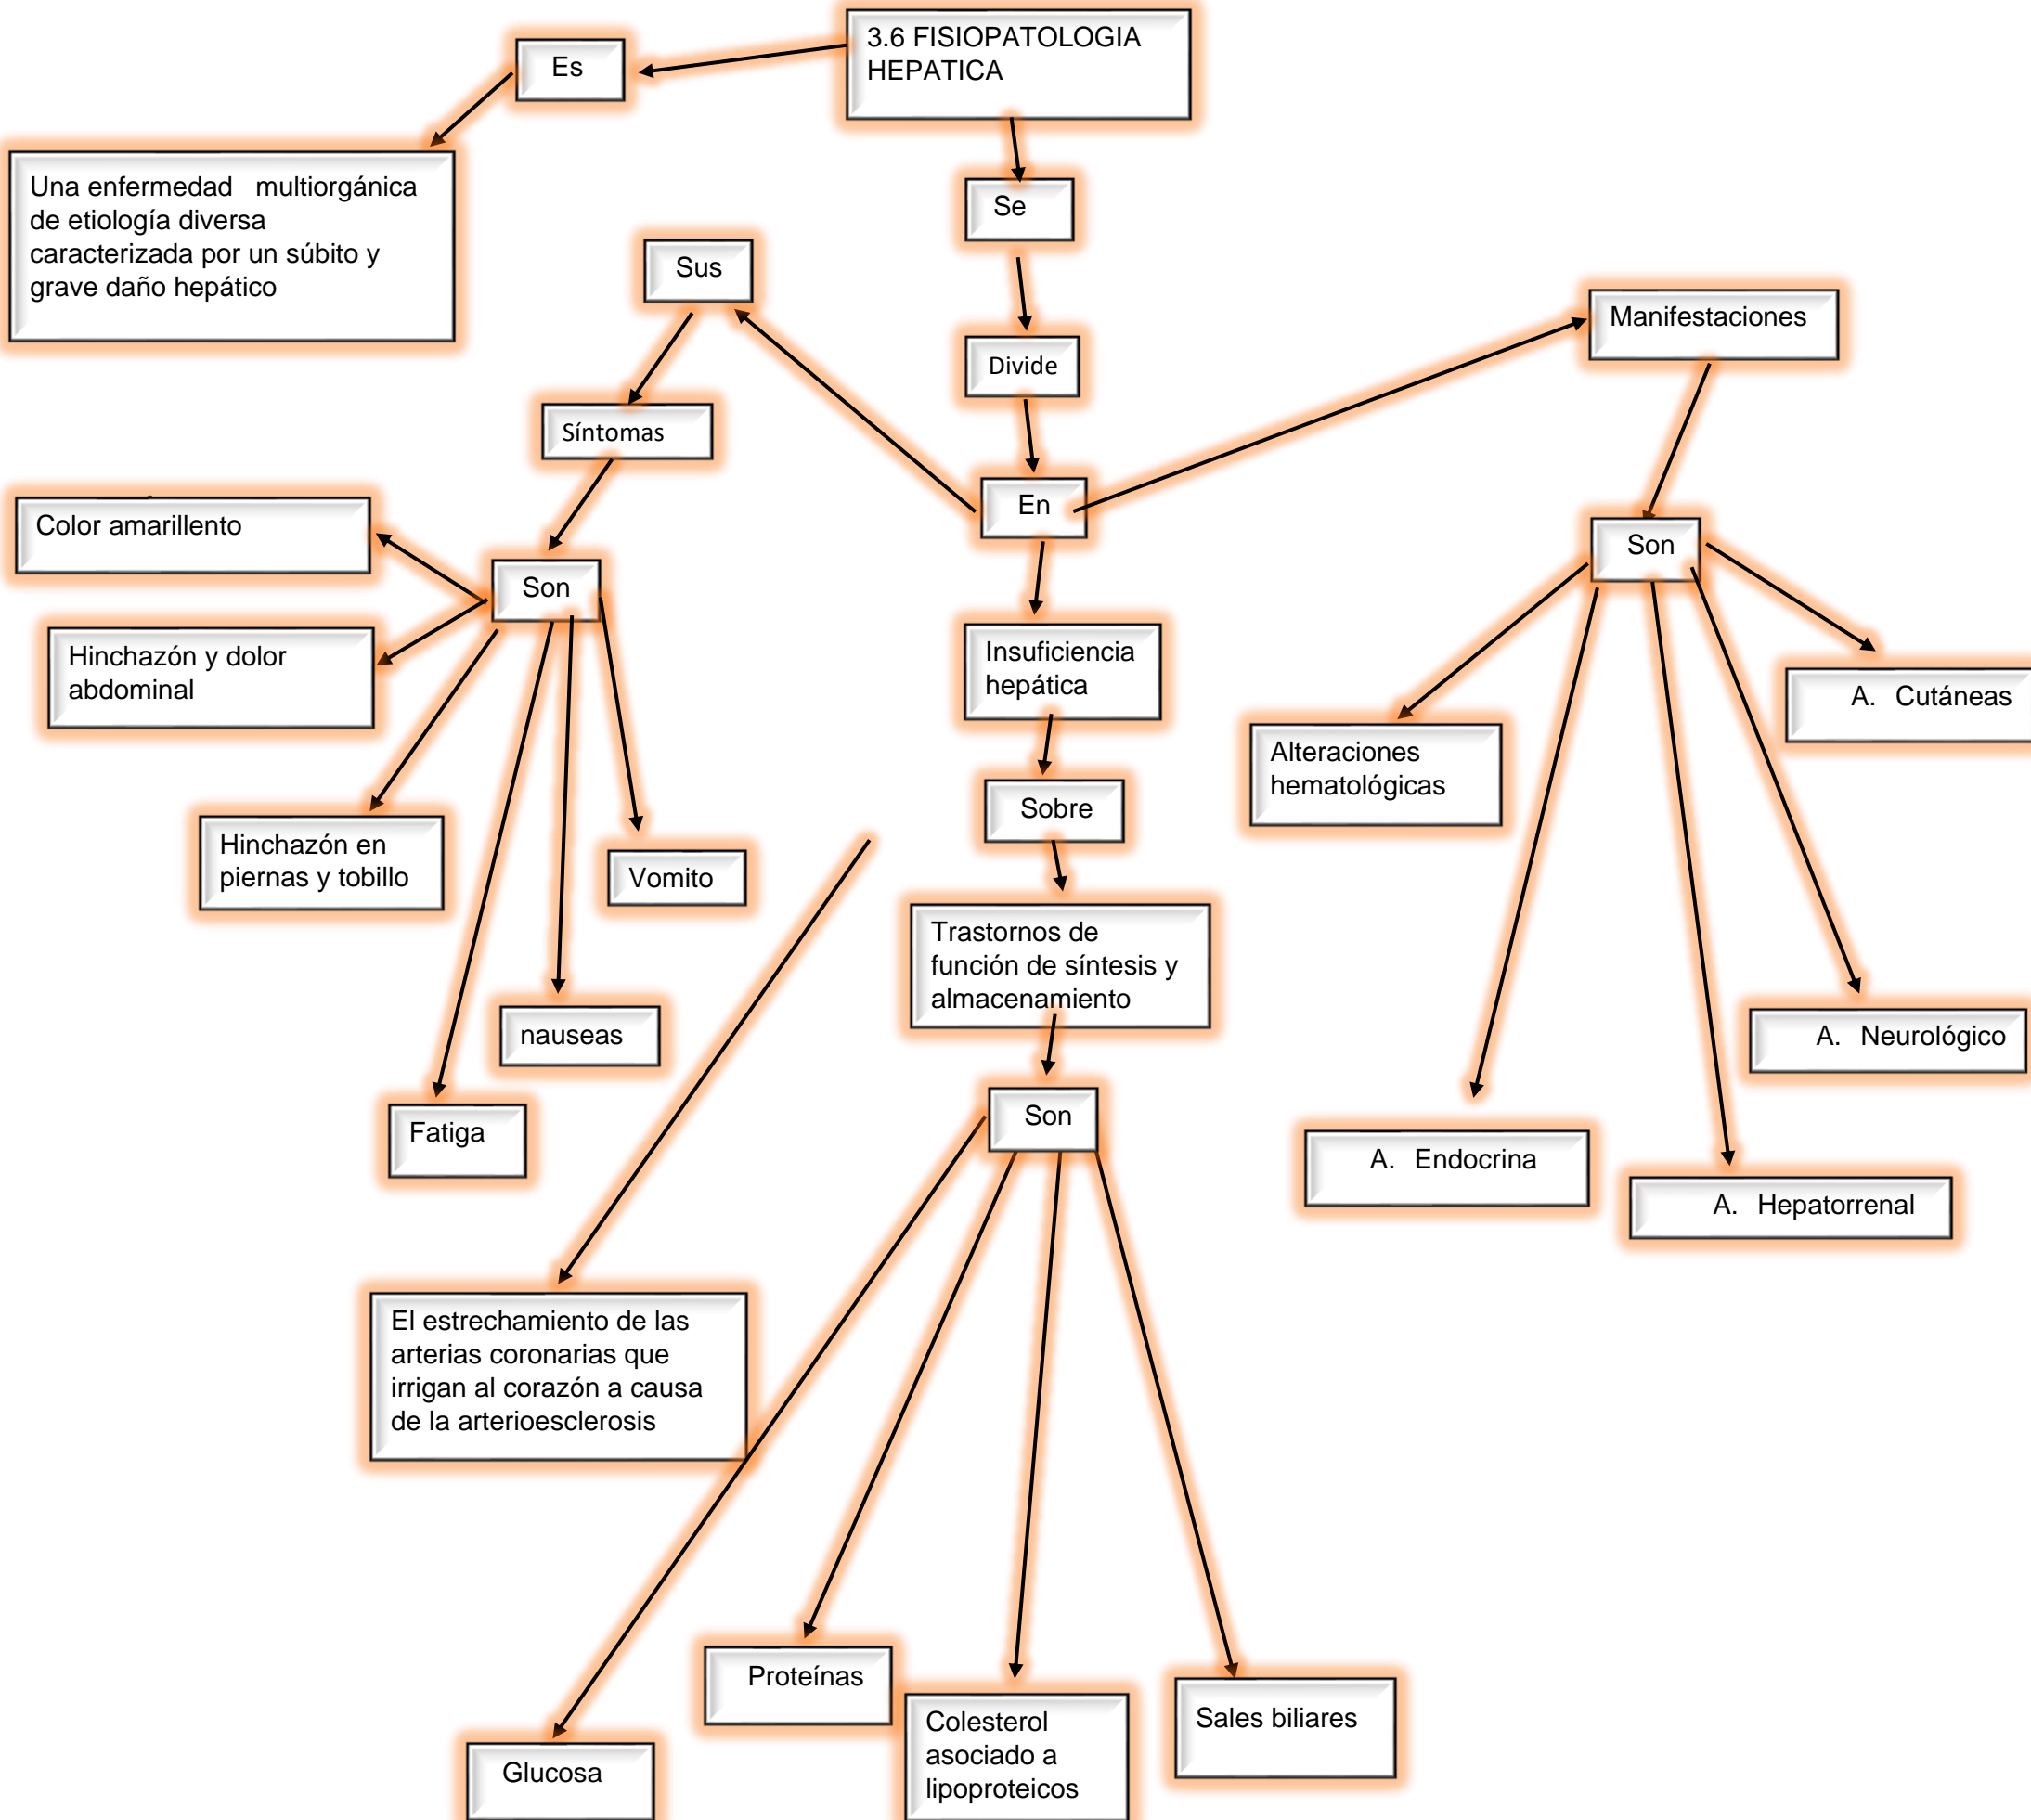 3.6 FISIOPATOLOGIA
HEPATICA
Es
Una enfermedad multiorgánica
de etiología diversa
caracterizada por un súbito y
grave daño hepático
Se
Sus
Divide
Manifestaciones
Síntomas
En
Color amarillento
Son
Son
Hinchazón y dolor
abdominal
Insuficiencia
hepática
A. Cutáneas
Alteraciones
hematológicas
Sobre
Hinchazón en
piernas y tobillo
Vomito
Trastornos de
función de síntesis y
almacenamiento
nauseas
A. Neurológico
Fatiga
Son
A. Endocrina
A. Hepatorrenal
El estrechamiento de las
arterias coronarias que
irrigan al corazón a causa
de la arterioesclerosis
Proteínas
Colesterol
asociado a
lipoproteicos
Sales biliares
Glucosa